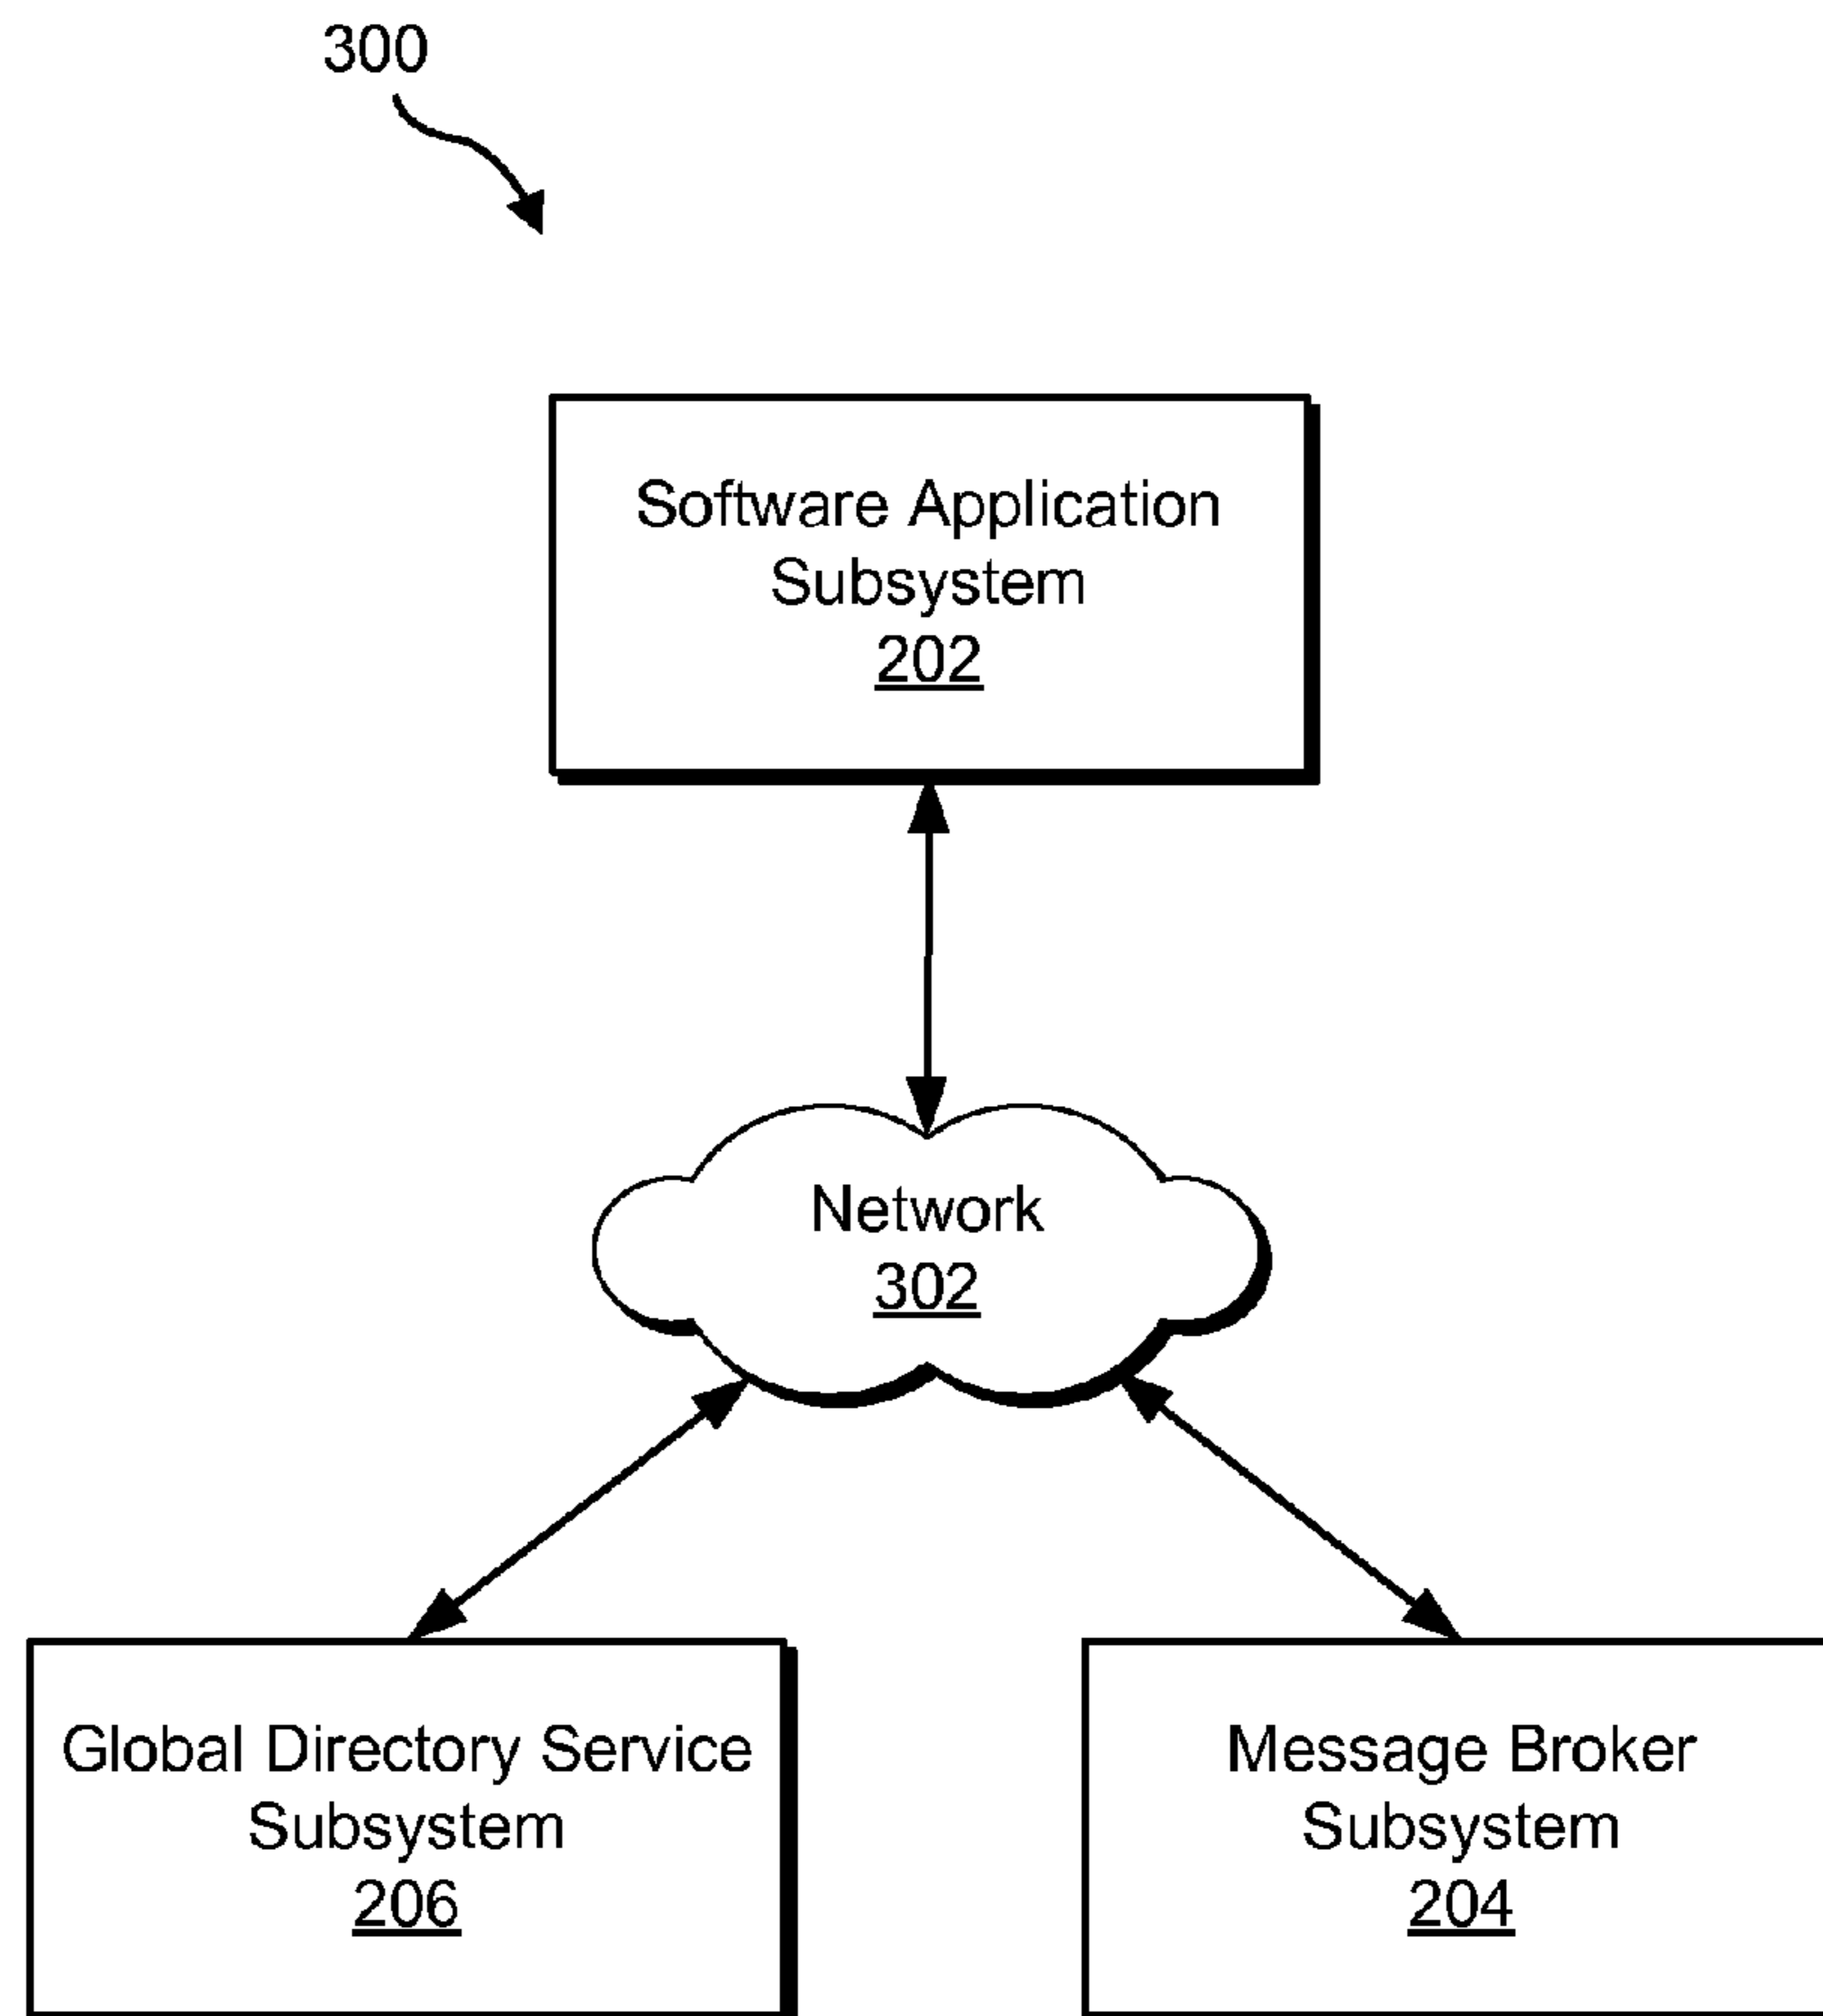 300
Software Application
Subsystem
202
Network
302
Global Directory Service
Subsystem
206
Message Broker
Subsystem
204